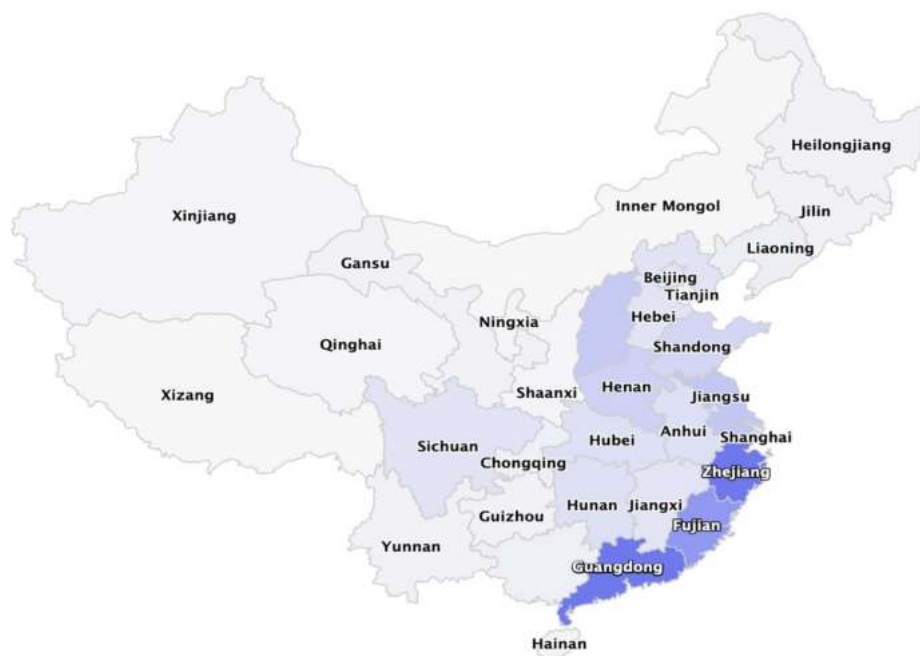 Heilongjiang
Jilin
Inner Mongol
Xinjiang
Liaoning
Gansu
Beijing
Tianjin
Hebei
Ningxia
Qinghai
Shandong
Henan
Shaanxi
Xizang
Jiangsu
Anhui
Shanghai
Hubei
Sichuan
Chongqing
Zhejiang
Hunan
Jiangxi
Guizhou
Fujian
Yunnan
Guangdong
Hainan